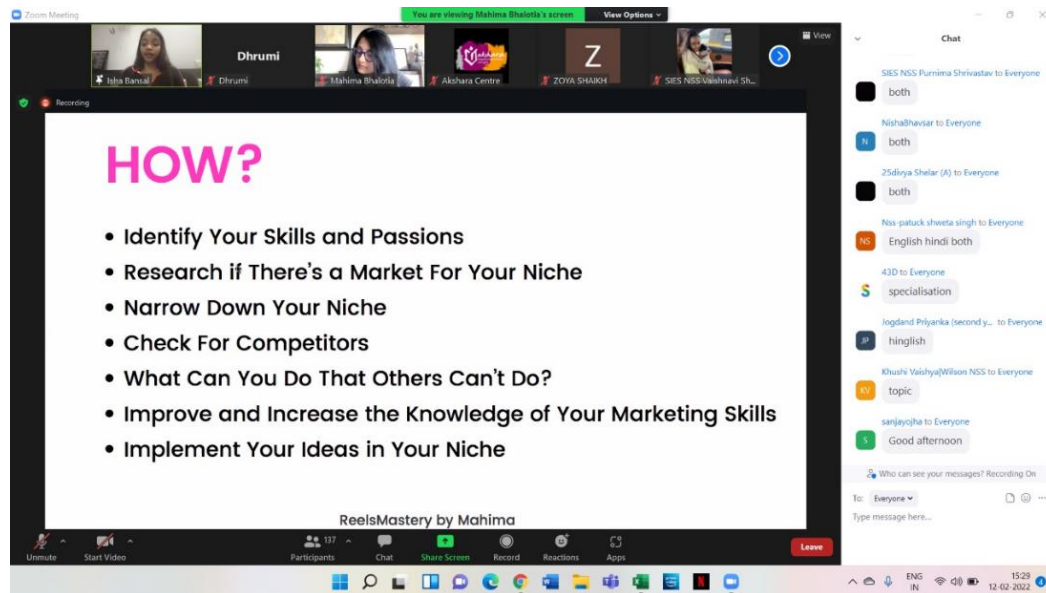 Zoom Meeting
You are viewing Mahima Bhalotia's screen
View Options
View
Isha Bansal
Dhrumi
Dhrumi
Mahima Bhalotia
Akshara Centre
Z
ZOYA SHAIKH
SIES NSS Vaishnavi Sh...
Recording
HOW?
• Identify Your Skills and Passions
• Research if There's a Market For Your Niche
• Narrow Down Your Niche
• Check For Competitors
• What Can You Do That Others Can't Do?
• Improve and Increase the Knowledge of Your Marketing Skills
• Implement Your Ideas in Your Niche
ReelsMastery by Mahima
Unmute
Start Video
137
Participants
Chat
Share Screen
Record
Reactions
Apps
Leave
Chat
SIES NSS Purnima Shrivastav to Everyone
both
N
NishaBhavsar to Everyone
both
25divya Shelar (A) to Everyone
both
NS
Nss-patuck shweta singh to Everyone
English hindi both
S
43D to Everyone
specialisation
JP
Jogdand Priyanka (second y... to Everyone
hinglish
KV
Khushi Vaishya|Wilson NSS to Everyone
topic
S
sanjayojha to Everyone
Good afternoon
Who can see your messages? Recording On
To: Everyone
Type message here...
ENG
IN
15:29
12-02-2022
4